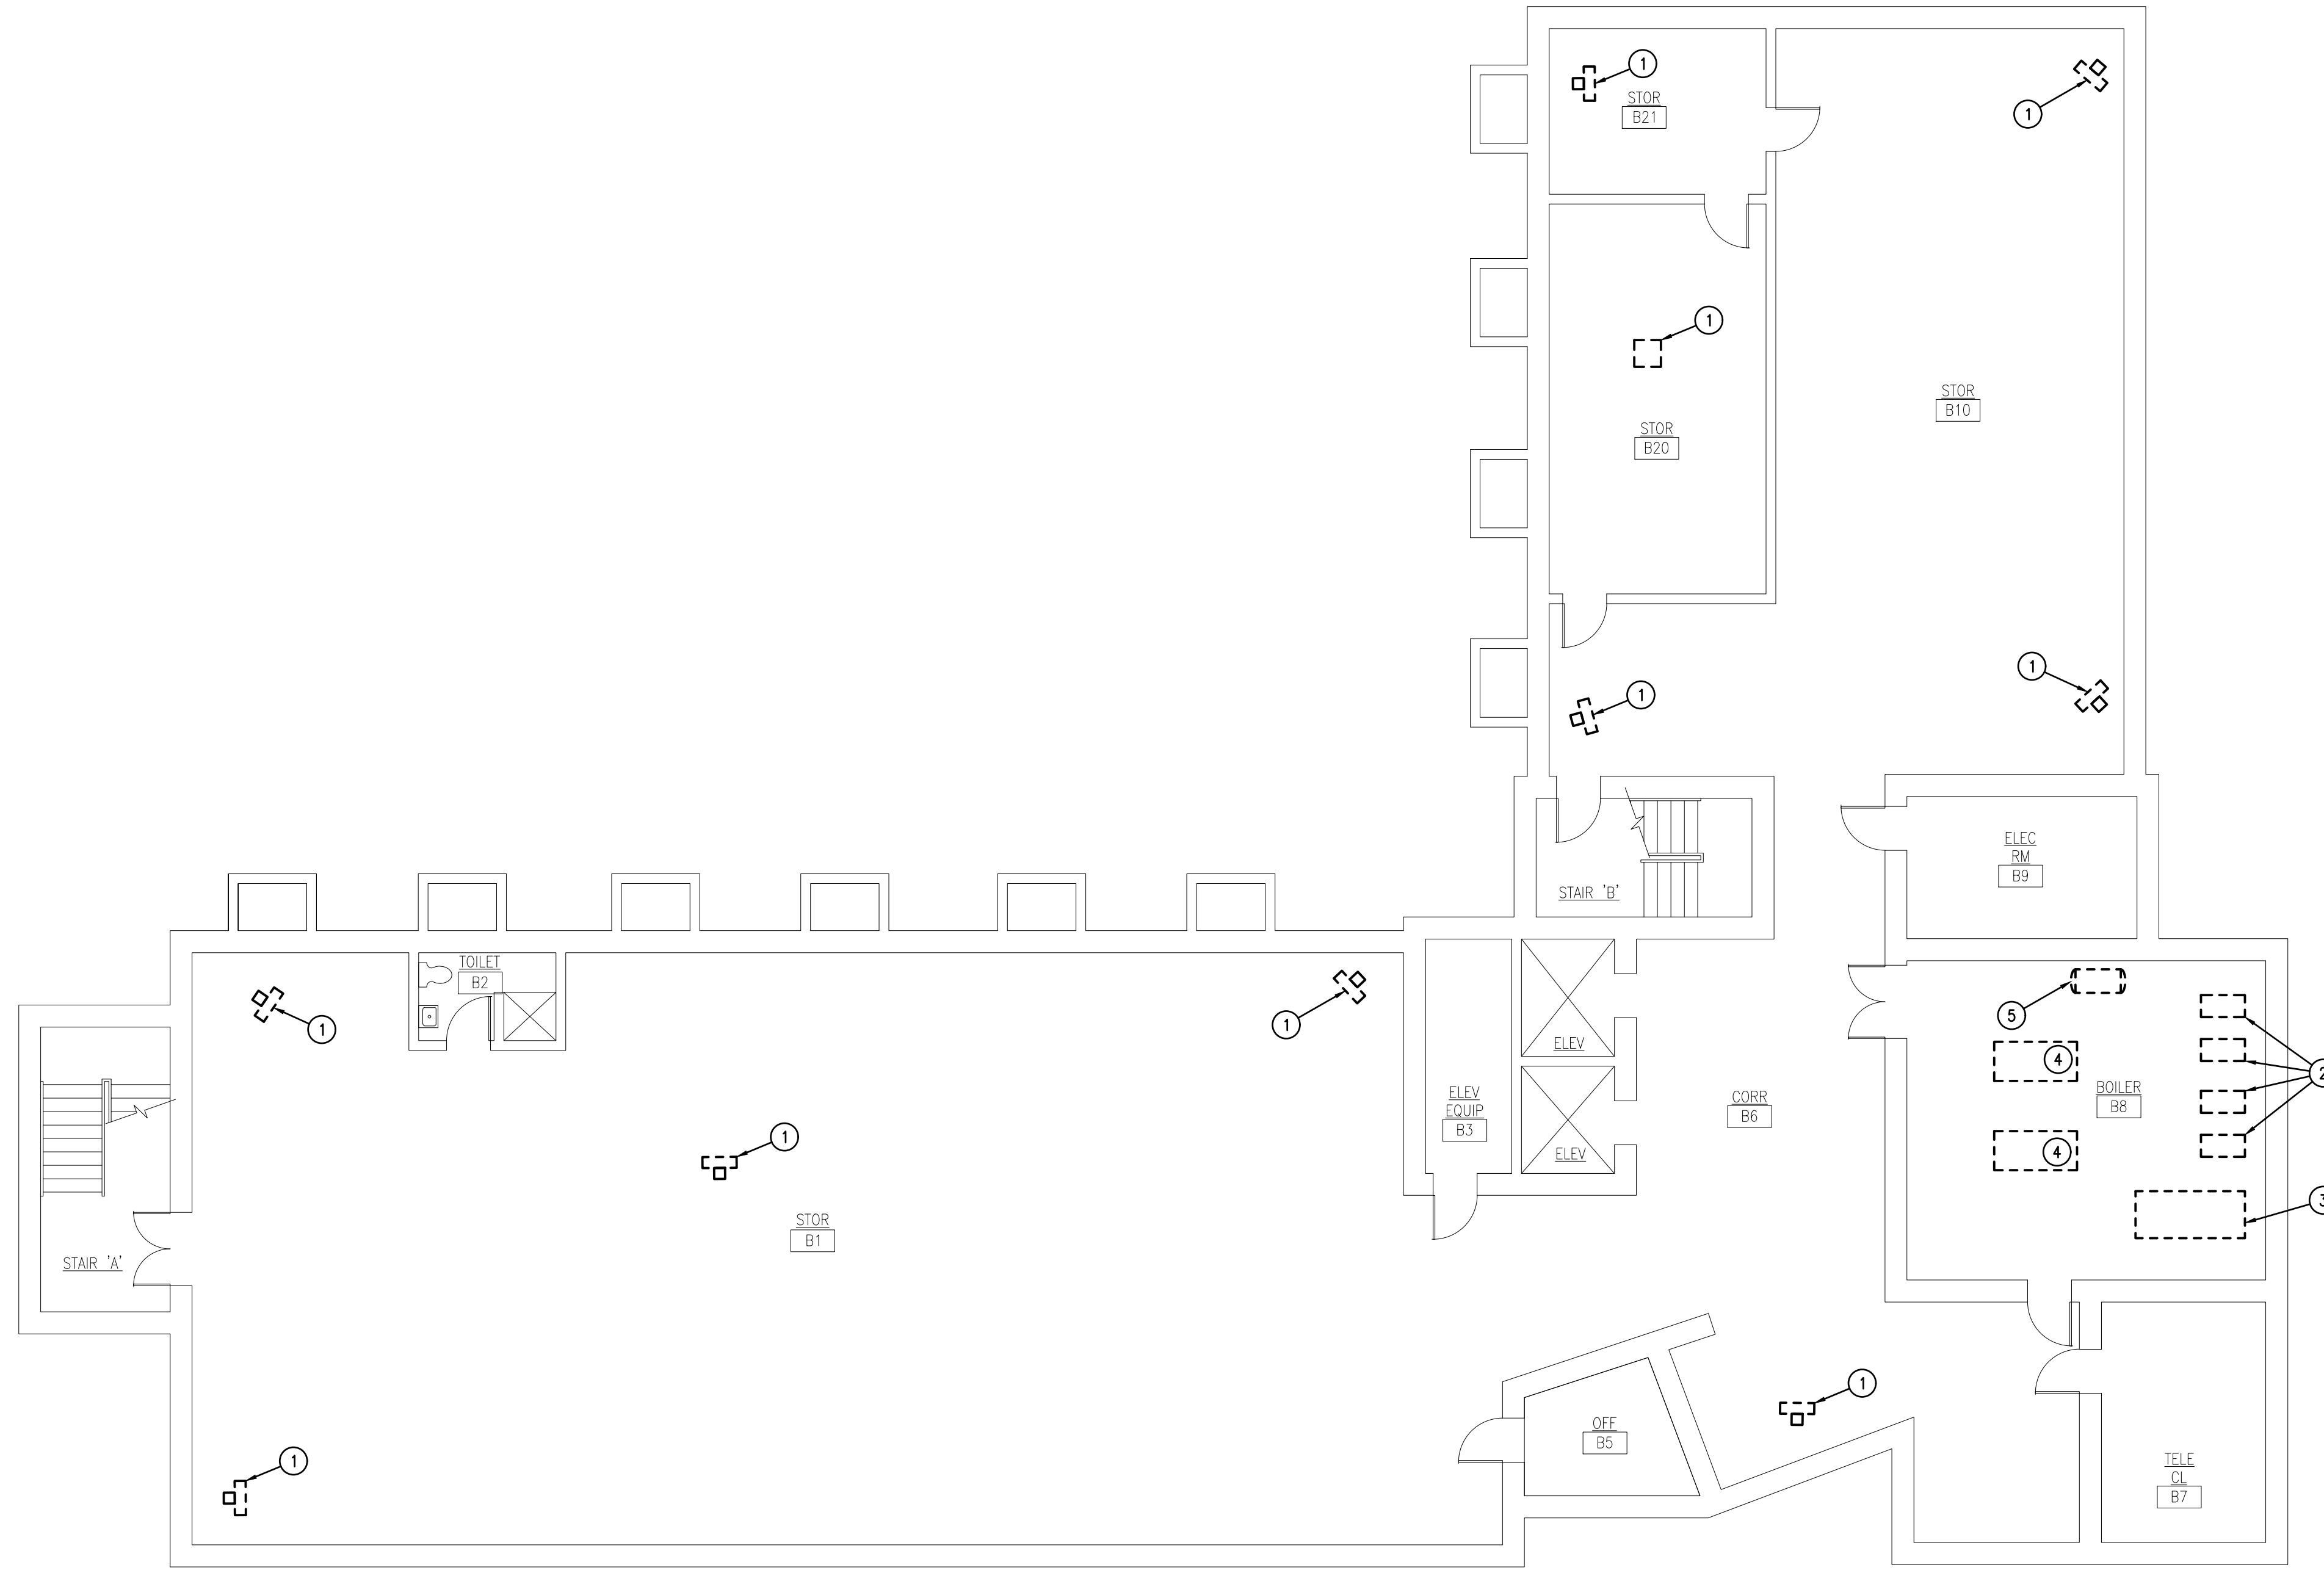 1
1
STOR
B21
1
STOR
B10
STOR
B20
1
1
ELEC
RM
B9
STAIR 'B'
TOILET
B2
1
1
5
ELEV
4
2
BOILER
B8
ELEV
EQUIP
B3
CORR
B6
1
ELEV
4
3
STOR
B1
STAIR 'A'
1
OFF
B5
1
TELE
CL
B7